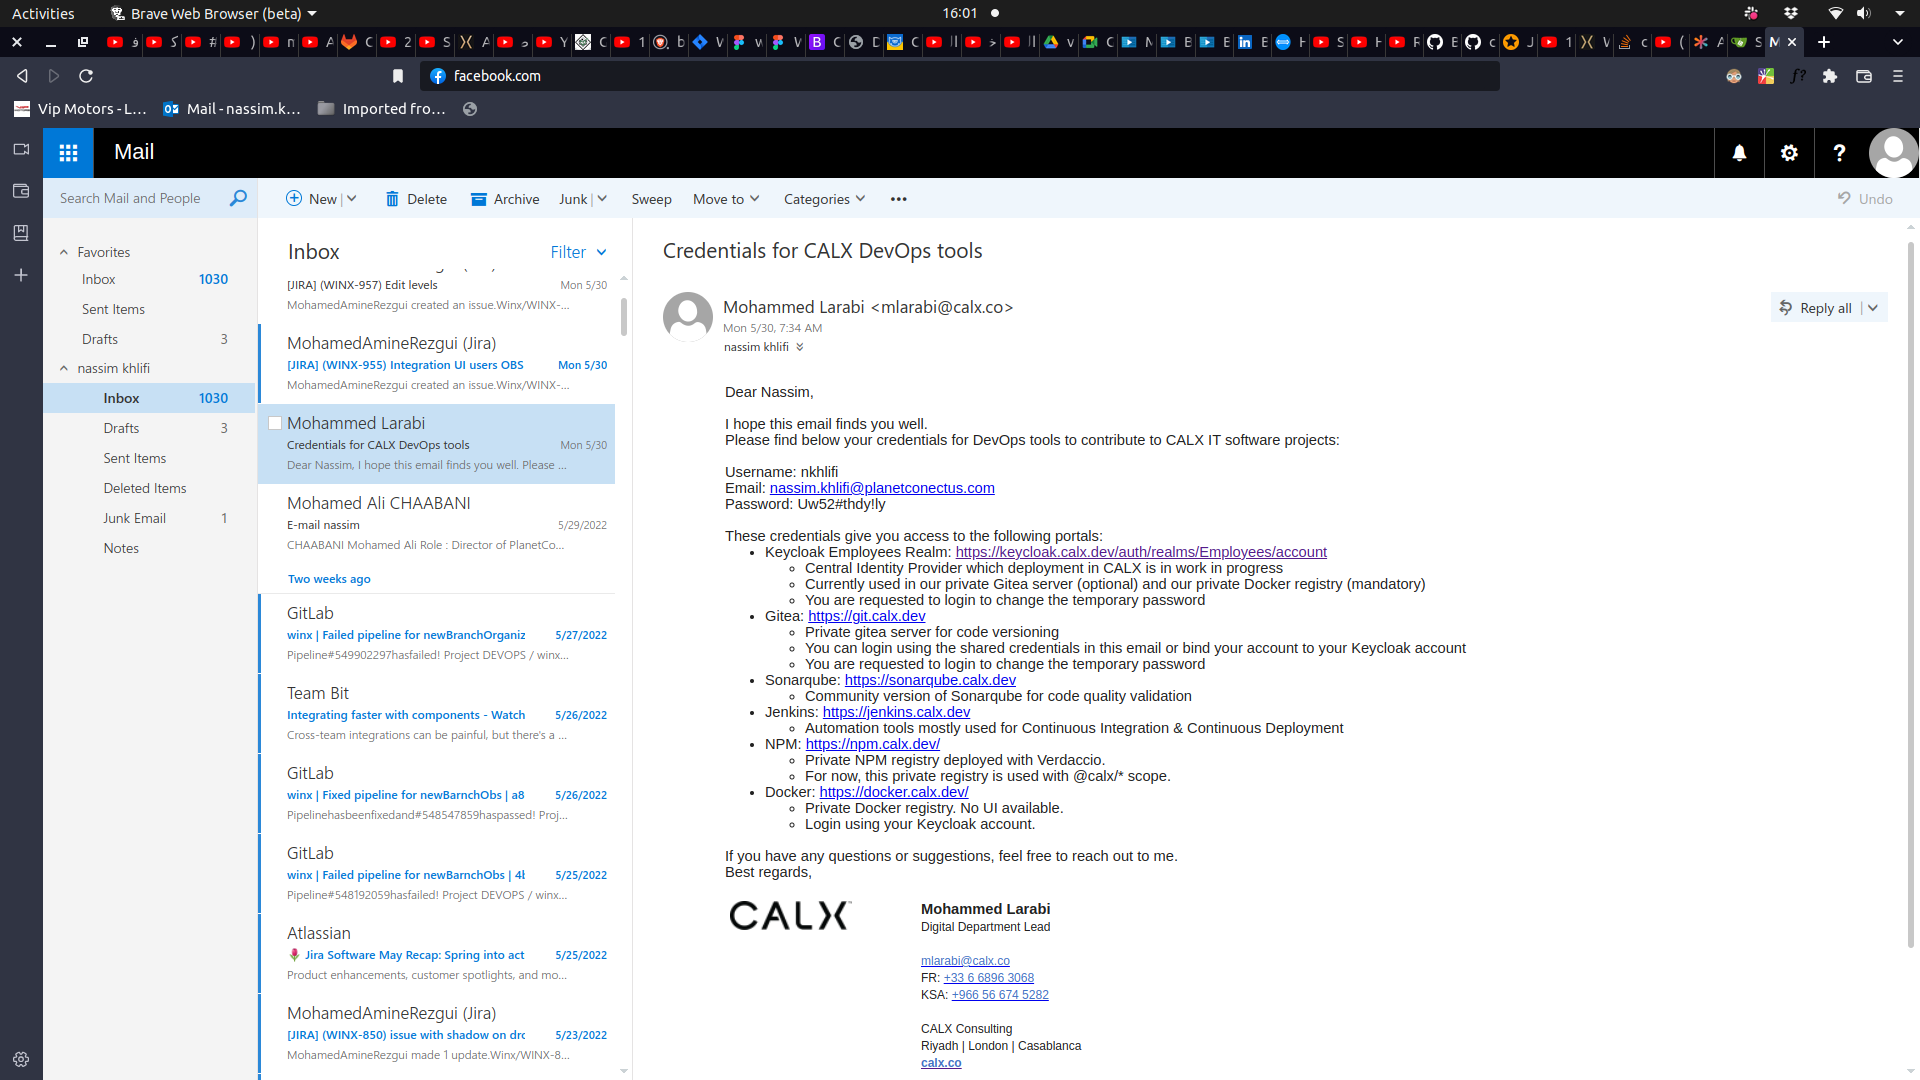 Activities
Brave Web Browser (beta)
16:01
facebook.com
Vip Motors - L...
Mail - nassim.k...
Imported fro...
Mail
Search Mail and People
New
Delete
Archive
Junk
Sweep
Move to
Categories
Undo
Favorites
Inbox 1030
Sent Items
Drafts 3
nassim khlifi
Inbox 1030
Drafts 3
Sent Items
Deleted Items
Junk Email 1
Notes
Inbox
Filter
[JIRA] (WINX-957) Edit levels Mon 5/30
MohamedAmineRezgui created an issue.Winx/WINX-...
MohamedAmineRezgui (Jira)
[JIRA] (WINX-955) Integration UI users OBS Mon 5/30
MohamedAmineRezgui created an issue.Winx/WINX-...
Mohammed Larabi
Credentials for CALX DevOps tools Mon 5/30
Dear Nassim, I hope this email finds you well. Please ...
Mohamed Ali CHAABANI
E-mail nassim 5/29/2022
CHAABANI Mohamed Ali Role : Director of PlanetCo...
Two weeks ago
GitLab
winx | Failed pipeline for newBranchOrganiz 5/27/2022
Pipeline#549902297hasfailed! Project DEVOPS / winx...
Team Bit
Integrating faster with components - Watch 5/26/2022
Cross-team integrations can be painful, but there's a ...
GitLab
winx | Fixed pipeline for newBarnchObs | a8 5/26/2022
Pipelinehasbeenfixedand#548547859haspassed! Proj...
GitLab
winx | Failed pipeline for newBarnchObs | 4b 5/25/2022
Pipeline#548192059hasfailed! Project DEVOPS / winx...
Atlassian
Jira Software May Recap: Spring into act 5/25/2022
Product enhancements, customer spotlights, and mo...
MohamedAmineRezgui (Jira)
[JIRA] (WINX-850) issue with shadow on drc 5/23/2022
MohamedAmineRezgui made 1 update.Winx/WINX-8...
Credentials for CALX DevOps tools
Mohammed Larabi <mlarabi@calx.co>
Mon 5/30, 7:34 AM
nassim khlifi
Reply all
Dear Nassim,
I hope this email finds you well.
Please find below your credentials for DevOps tools to contribute to CALX IT software projects:
Username: nkhlifi
Email: nassim.khlifi@planetconectus.com
Password: Uw52#thdy!ly
These credentials give you access to the following portals:
• Keycloak Employees Realm: https://keycloak.calx.dev/auth/realms/Employees/account
◦ Central Identity Provider which deployment in CALX is in work in progress
◦ Currently used in our private Gitea server (optional) and our private Docker registry (mandatory)
◦ You are requested to login to change the temporary password
• Gitea: https://git.calx.dev
◦ Private gitea server for code versioning
◦ You can login using the shared credentials in this email or bind your account to your Keycloak account
◦ You are requested to login to change the temporary password
• Sonarqube: https://sonarqube.calx.dev
◦ Community version of Sonarqube for code quality validation
• Jenkins: https://jenkins.calx.dev
◦ Automation tools mostly used for Continuous Integration & Continuous Deployment
• NPM: https://npm.calx.dev/
◦ Private NPM registry deployed with Verdaccio.
◦ For now, this private registry is used with @calx/* scope.
• Docker: https://docker.calx.dev/
◦ Private Docker registry. No UI available.
◦ Login using your Keycloak account.
If you have any questions or suggestions, feel free to reach out to me.
Best regards,
CALX
Mohammed Larabi
Digital Department Lead
mlarabi@calx.co
FR: +33 6 6896 3068
KSA: +966 56 674 5282
CALX Consulting
Riyadh | London | Casablanca
calx.co